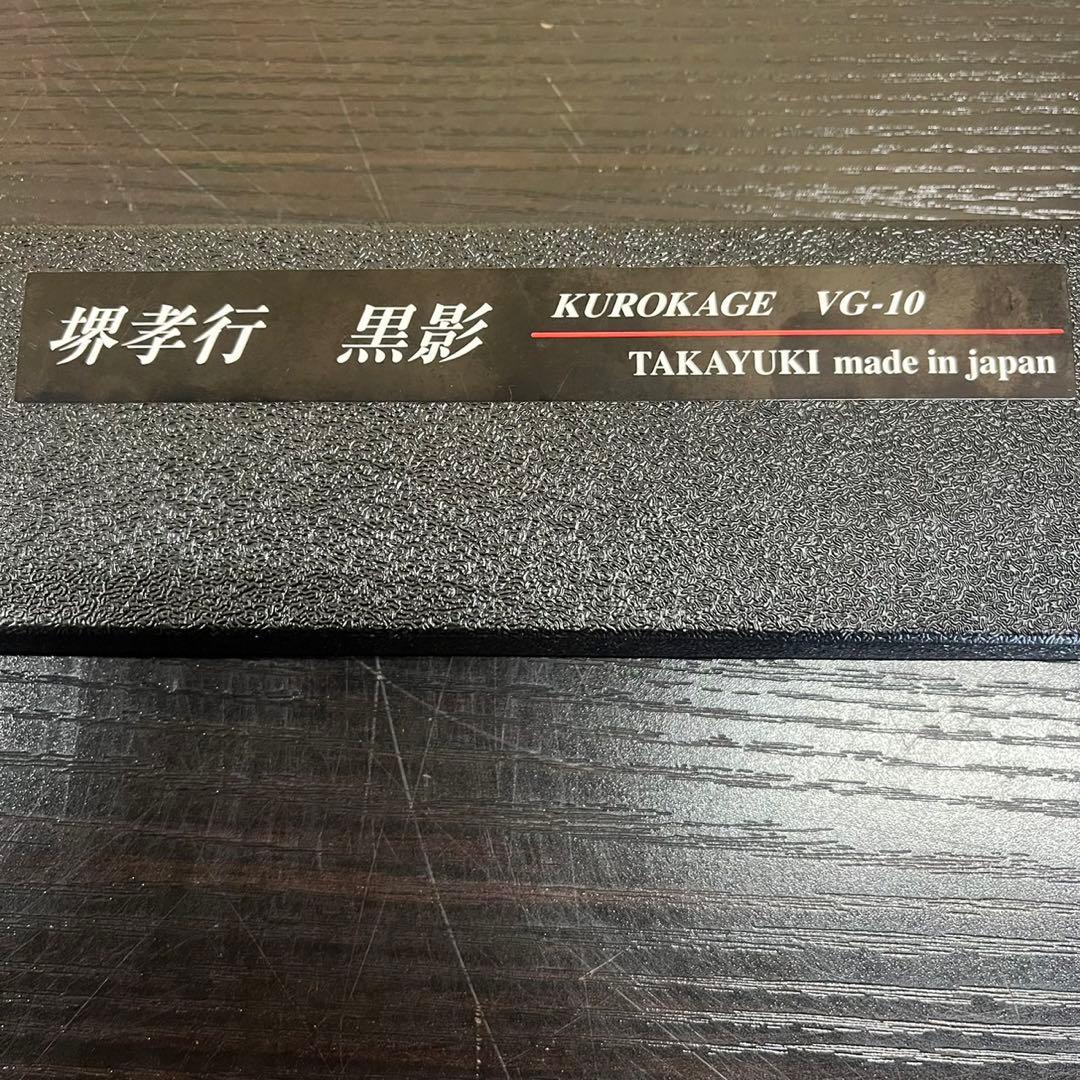 堺孝行 黒影
KUROKAGE VG-10
TAKAYUKI made in japan